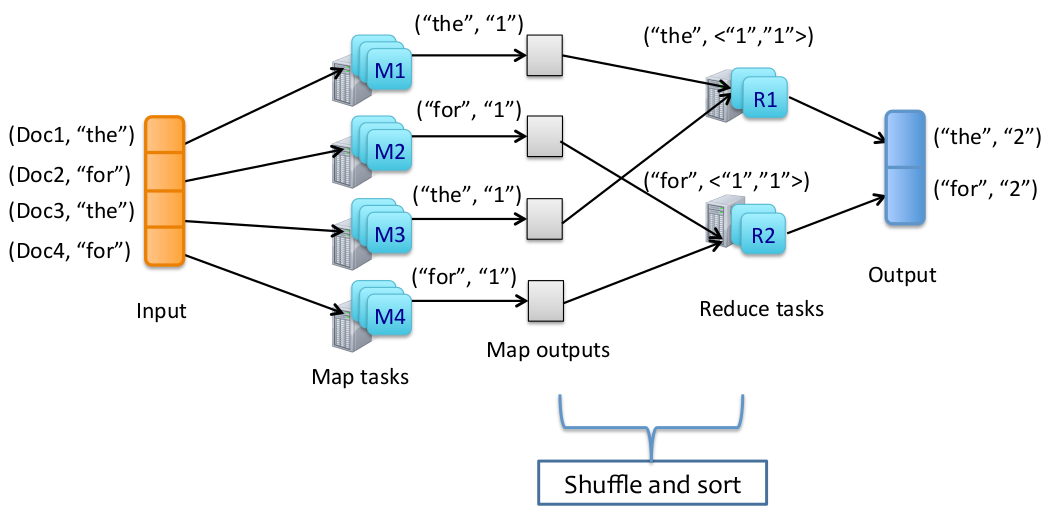 (“the”, “1”)
(“the”, <“1”,”1”>)
M1
R1
(“for”, “1”)
(Doc1, “the”)
M2
(“the”, “2”)
(Doc2, “for”)
(“the”, “1”)
(“for”, <“1”,”1”>)
(“for”, “2”)
(Doc3, “the”)
M3
R2
(Doc4, “for”)
(“for”, “1”)
Output
Input
M4
Reduce tasks
Map outputs
Map tasks
Shuffle and sort